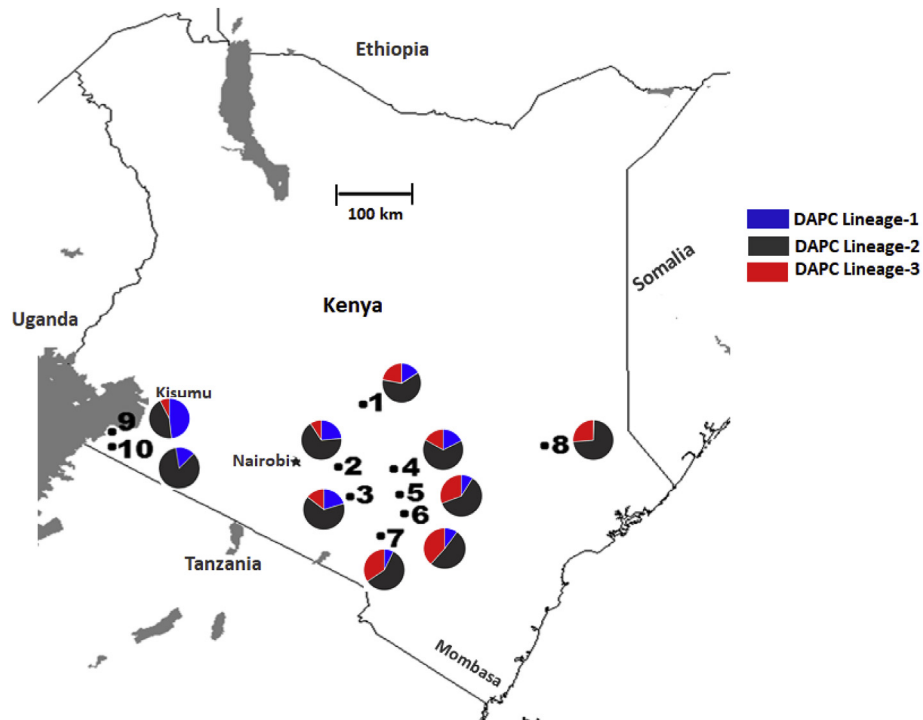 Ethiopia
100 km
DAPC Lineage-1
DAPC Lineage-2
DAPC Lineage-3
Somalia
Kenya
Uganda
Kisumu
1
9
10
8
Nairobi
2
4
3
5
6
7
Tanzania
Mombasa